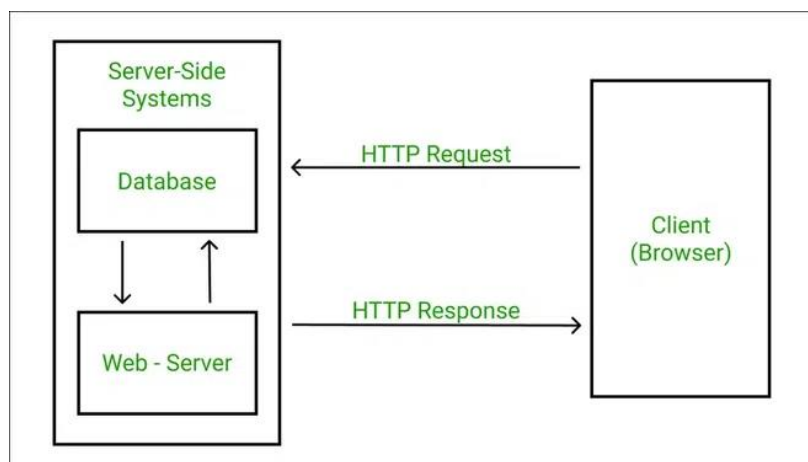 Server-Side
Systems
Database
Web - Server
HTTP Request
HTTP Response
Client
(Browser)